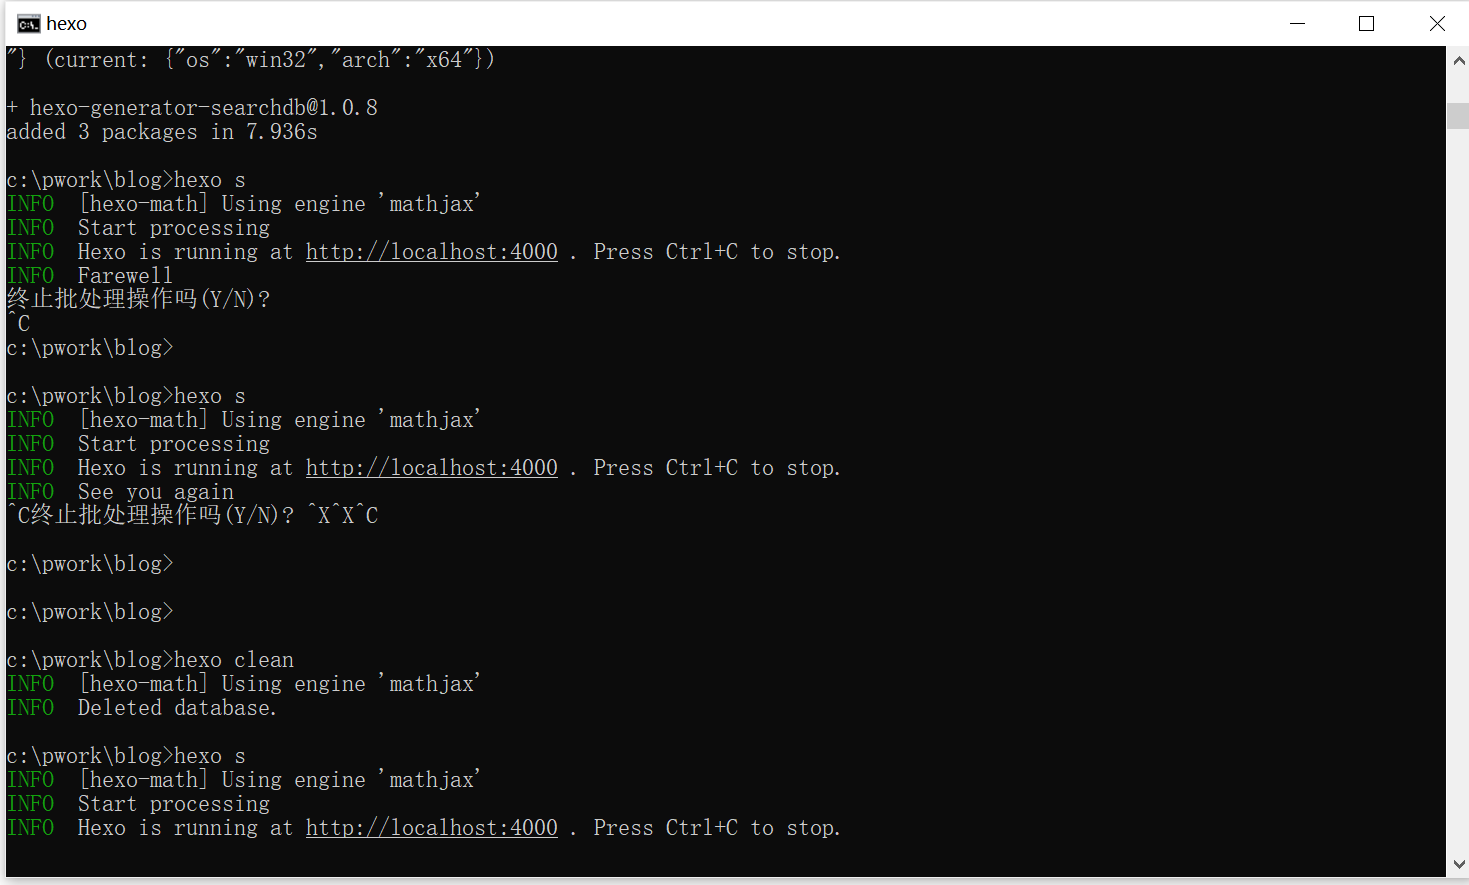 hexo
"} (current: {"os":"win32","arch":"x64"})
+ hexo-generator-searchdb@1.0.8
added 3 packages in 7.936s
c:\pwork\blog>hexo s
INFO  [hexo-math] Using engine 'mathjax'
INFO  Start processing
INFO  Hexo is running at http://localhost:4000 . Press Ctrl+C to stop.
INFO  Farewell
终止批处理操作吗(Y/N)?
^C
c:\pwork\blog>
c:\pwork\blog>hexo s
INFO  [hexo-math] Using engine 'mathjax'
INFO  Start processing
INFO  Hexo is running at http://localhost:4000 . Press Ctrl+C to stop.
INFO  See you again
^C终止批处理操作吗(Y/N)? ^X^X^C
c:\pwork\blog>
c:\pwork\blog>
c:\pwork\blog>hexo clean
INFO  [hexo-math] Using engine 'mathjax'
INFO  Deleted database.
c:\pwork\blog>hexo s
INFO  [hexo-math] Using engine 'mathjax'
INFO  Start processing
INFO  Hexo is running at http://localhost:4000 . Press Ctrl+C to stop.